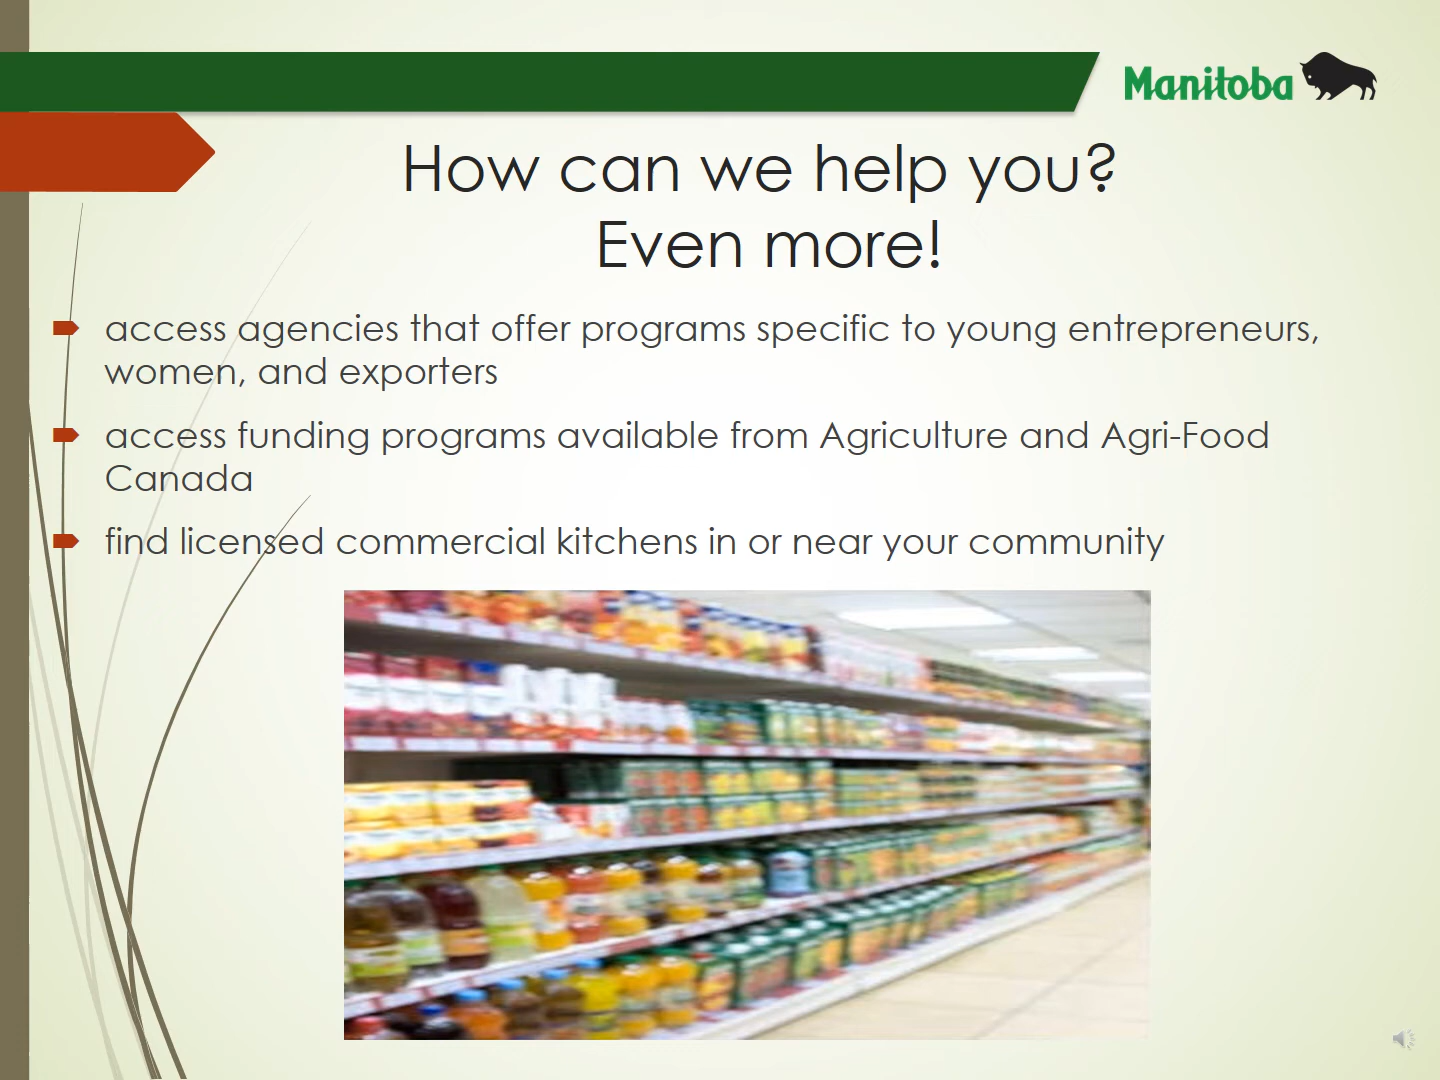 Manitoba
How can we help you?
Even more!
access agencies that offer programs specific to young entrepreneurs,
women, and exporters
access funding programs available from Agriculture and Agri-Food
Canada
find licensed commercial kitchens in or near your community